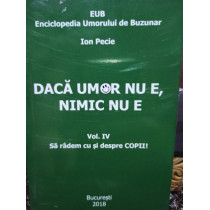 EUB
Enciclopedia Umorului de Buzunar
Ion Pecie
DACĂ UMOR NU E,
NIMIC NU E
Vol. IV
Să râdem cu și despre COPII!
București
2018